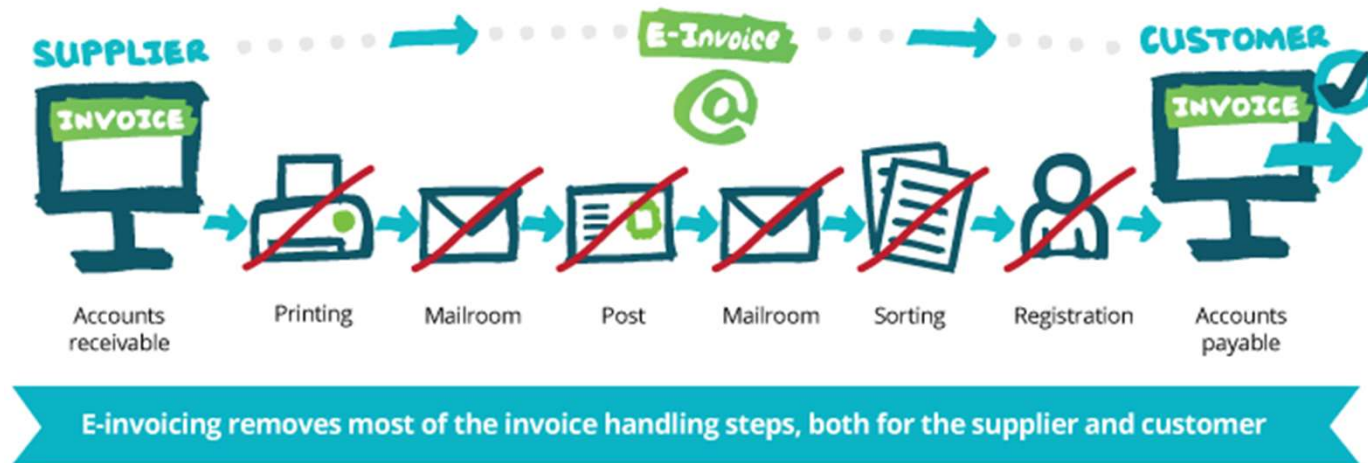 SUPPLIER
E-Invoice
CUSTOMER
@
INVOICE
INVOICE
Accounts
receivable
Printing
Mailroom
Post
Mailroom
Sorting
Registration
Accounts
payable
E-invoicing removes most of the invoice handling steps, both for the supplier and customer